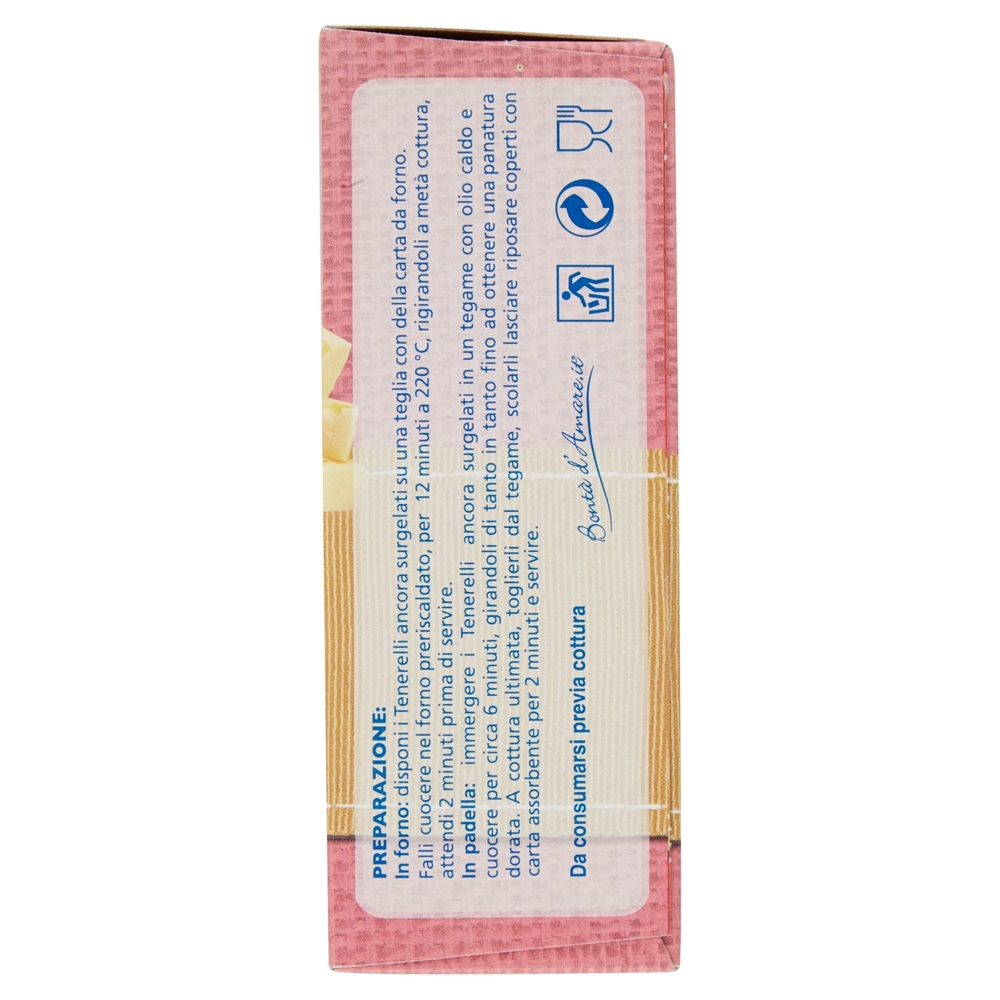 PREPARAZIONE:
In forno: disponi i Tenerelli ancora surgelati su una teglia con della carta da forno.
Falli cuocere nel forno preriscaldato, per 12 minuti a 220 °C, rigirandoli a metà cottura,
attendi 2 minuti prima di servire.
In padella: immergere i Tenerelli ancora surgelati in un tegame con olio caldo e
cuocere per circa 6 minuti, girandoli di tanto in tanto fino ad ottenere una panatura
dorata. A cottura ultimata, toglierli dal tegame, scolarli lasciare riposare coperti con
carta assorbente per 2 minuti e servire.
Da consumarsi previa cottura
Bontà d'Amare.it®